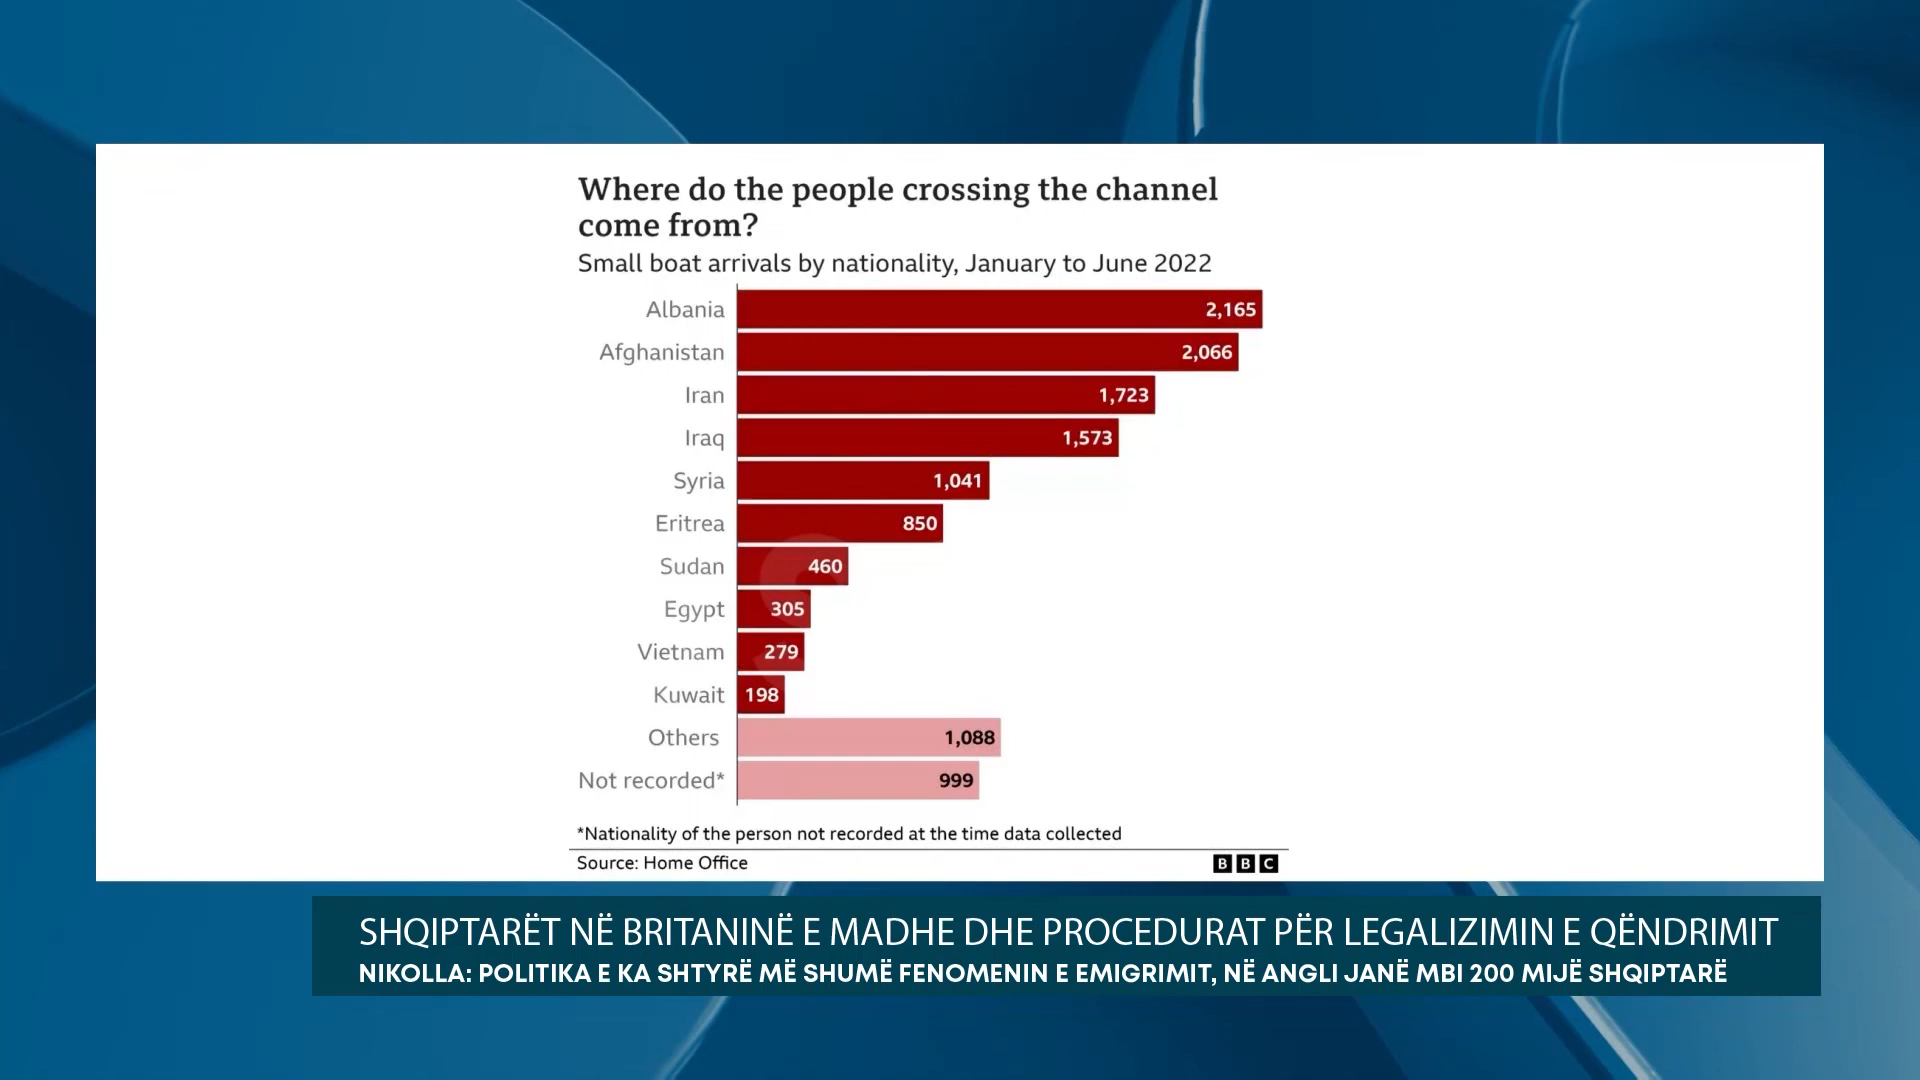 Where do the people crossing the channel
come from?
Small boat arrivals by nationality, January to June 2022
Albania 2,165
Afghanistan 2,066
Iran 1,723
Iraq 1,573
Syria 1,041
Eritrea 850
Sudan 460
Egypt 305
Vietnam 279
Kuwait 198
Others 1,088
Not recorded* 999
*Nationality of the person not recorded at the time data collected
Source: Home Office BBC
SHQIPTARËT NË BRITANINË E MADHE DHE PROCEDURAT PËR LEGALIZIMIN E QËNDRIMIT
NIKOLLA: POLITIKA E KA SHTYRË MË SHUMË FENOMENIN E EMIGRIMIT, NË ANGLI JANË MBI 200 MIJË SHQIPTARË